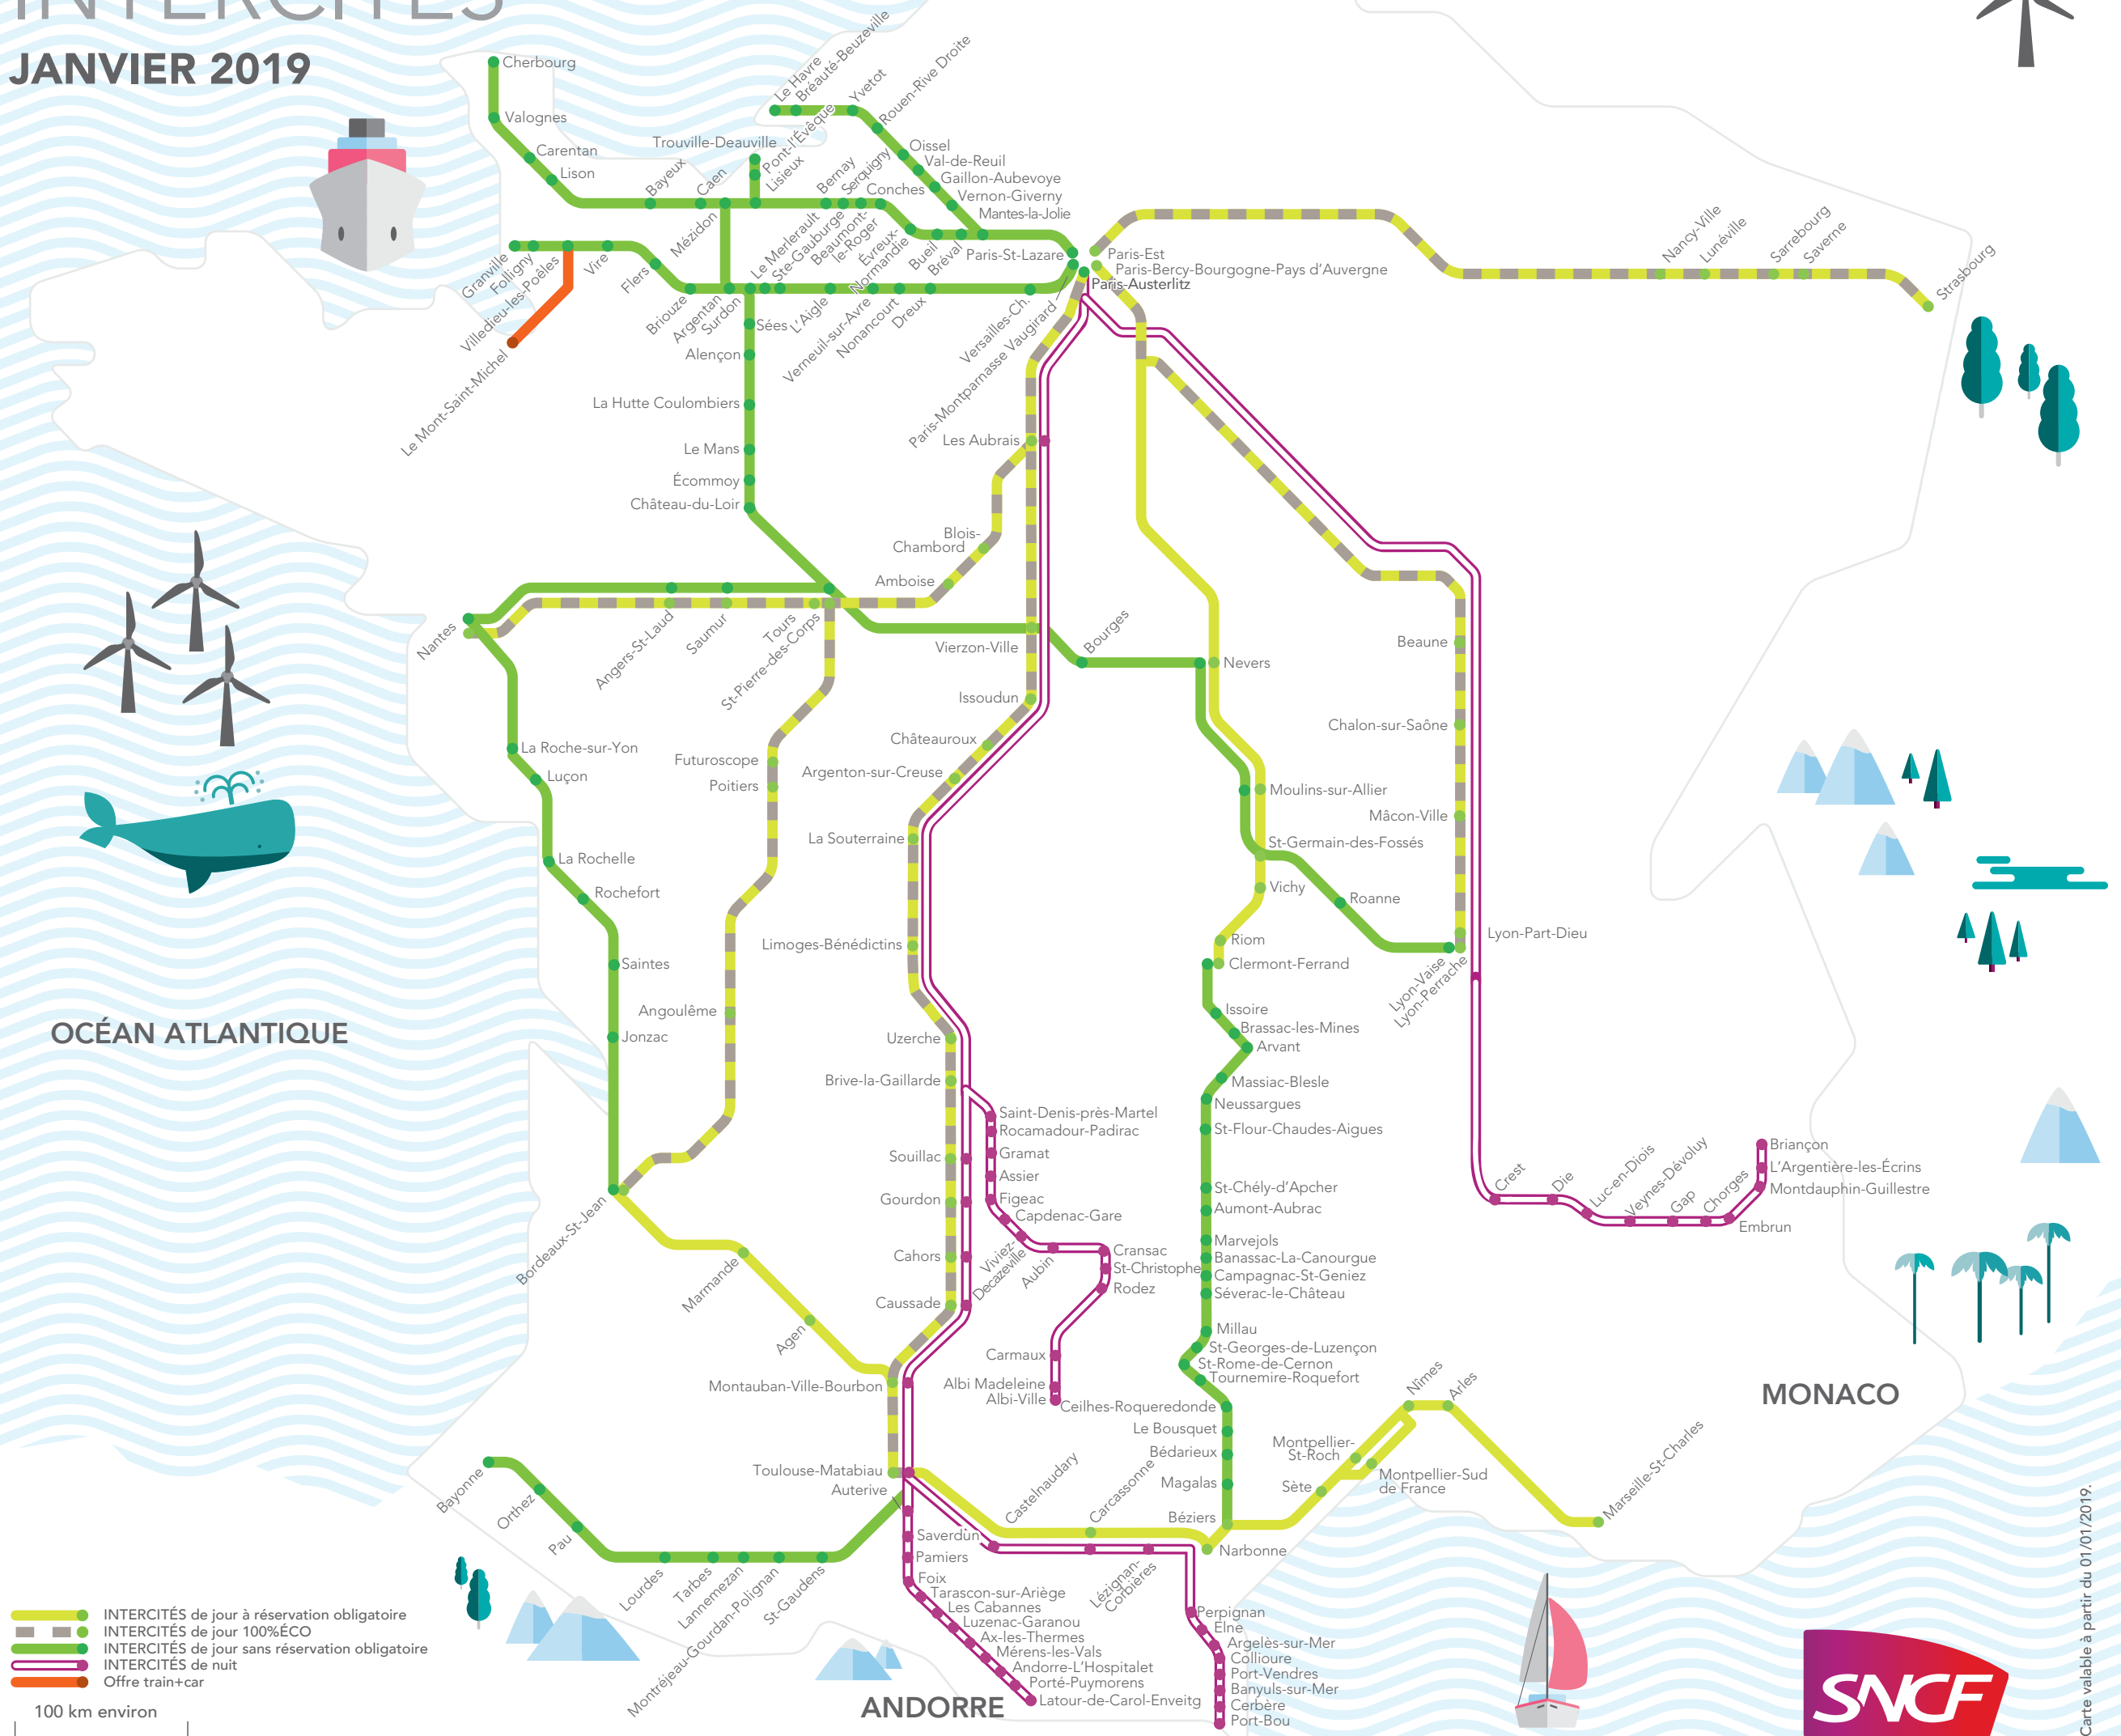 INTERCITÉS
JANVIER 2019
Cherbourg
Valognes
Carentan
Lison
Bayeux
Caen
Mézidon
Trouville-Deauville
Pont-l'Évêque
Lisieux
Bernay
Serquigny
Beaumont-
le-Roger
Conches
Évreux-
Normandie
Bueil
Bréval
Mantes-la-Jolie
Le Havre
Bréauté-Beuzeville
Yvetot
Rouen-Rive Droite
Oissel
Val-de-Reuil
Gaillon-Aubevoye
Vernon-Giverny
Paris-St-Lazare
Paris-Est
Paris-Bercy-Bourgogne-Pays d'Auvergne
Paris-Austerlitz
Paris-Montparnasse Vaugirard
Nancy-Ville
Lunéville
Sarrebourg
Saverne
Strasbourg
Granville
Folligny
Villedieu-les-Poêles
Le Mont-Saint-Michel
Vire
Flers
Briouze
Argentan
Surdon
Le Merlerault
Ste-Gauburge
L'Aigle
Verneuil-sur-Avre
Nonancourt
Dreux
Versailles-Ch.
Sées
Alençon
La Hutte Coulombiers
Le Mans
Écommoy
Château-du-Loir
Les Aubrais
Blois-
Chambord
Amboise
Nantes
Angers-St-Laud
Saumur
Tours
St-Pierre-des-Corps
Vierzon-Ville
Bourges
Nevers
Issoudun
Châteauroux
Argenton-sur-Creuse
La Souterraine
Limoges-Bénédictins
Uzerche
Brive-la-Gaillarde
Souillac
Gourdon
Cahors
Caussade
Montauban-Ville-Bourbon
Toulouse-Matabiau
Auterive
La Roche-sur-Yon
Luçon
La Rochelle
Rochefort
Saintes
Jonzac
Bordeaux-St-Jean
Futuroscope
Poitiers
Angoulême
Marmande
Agen
Moulins-sur-Allier
St-Germain-des-Fossés
Vichy
Riom
Clermont-Ferrand
Roanne
Lyon-Vaise
Lyon-Perrache
Lyon-Part-Dieu
Beaune
Chalon-sur-Saône
Mâcon-Ville
Issoire
Brassac-les-Mines
Arvant
Massiac-Blesle
Neussargues
St-Flour-Chaudes-Aigues
St-Chély-d'Apcher
Aumont-Aubrac
Marvejols
Banassac-La-Canourgue
Campagnac-St-Geniez
Séverac-le-Château
Millau
St-Georges-de-Luzençon
St-Rome-de-Cernon
Tournemire-Roquefort
Ceilhes-Roqueredonde
Le Bousquet
Bédarieux
Magalas
Béziers
Saint-Denis-près-Martel
Rocamadour-Padirac
Gramat
Assier
Figeac
Capdenac-Gare
Viviez-
Decazeville
Aubin
Cransac
St-Christophe
Rodez
Carmaux
Albi Madeleine
Albi-Ville
Crest
Die
Luc-en-Diois
Veynes-Dévoluy
Gap
Chorges
Embrun
Montdauphin-Guillestre
L'Argentière-les-Écrins
Briançon
Castelnaudary
Carcassonne
Lézignan-
Corbières
Narbonne
Sète
Montpellier-
St-Roch
Montpellier-Sud
de France
Nîmes
Arles
Marseille-St-Charles
Bayonne
Orthez
Pau
Lourdes
Tarbes
Lannemezan
Montréjeau-Gourdan-Polignan
St-Gaudens
Saverdun
Pamiers
Foix
Tarascon-sur-Ariège
Les Cabannes
Luzenac-Garanou
Ax-les-Thermes
Mérens-les-Vals
Andorre-L'Hospitalet
Porté-Puymorens
Latour-de-Carol-Enveitg
Perpignan
Elne
Argelès-sur-Mer
Collioure
Port-Vendres
Banyuls-sur-Mer
Cerbère
Port-Bou
OCÉAN ATLANTIQUE
MONACO
ANDORRE
INTERCITÉS de jour à réservation obligatoire
INTERCITÉS de jour 100%ÉCO
INTERCITÉS de jour sans réservation obligatoire
INTERCITÉS de nuit
Offre train+car
100 km environ
SNCF
Carte valable à partir du 01/01/2019.